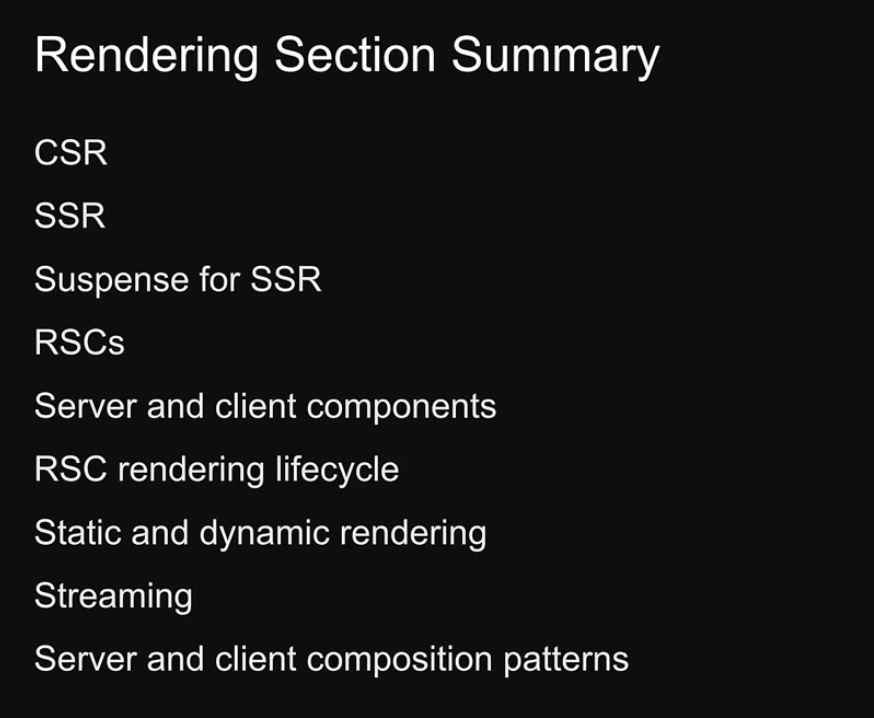 Rendering Section Summary
CSR
SSR
Suspense for SSR
RSCs
Server and client components
RSC rendering lifecycle
Static and dynamic rendering
Streaming
Server and client composition patterns